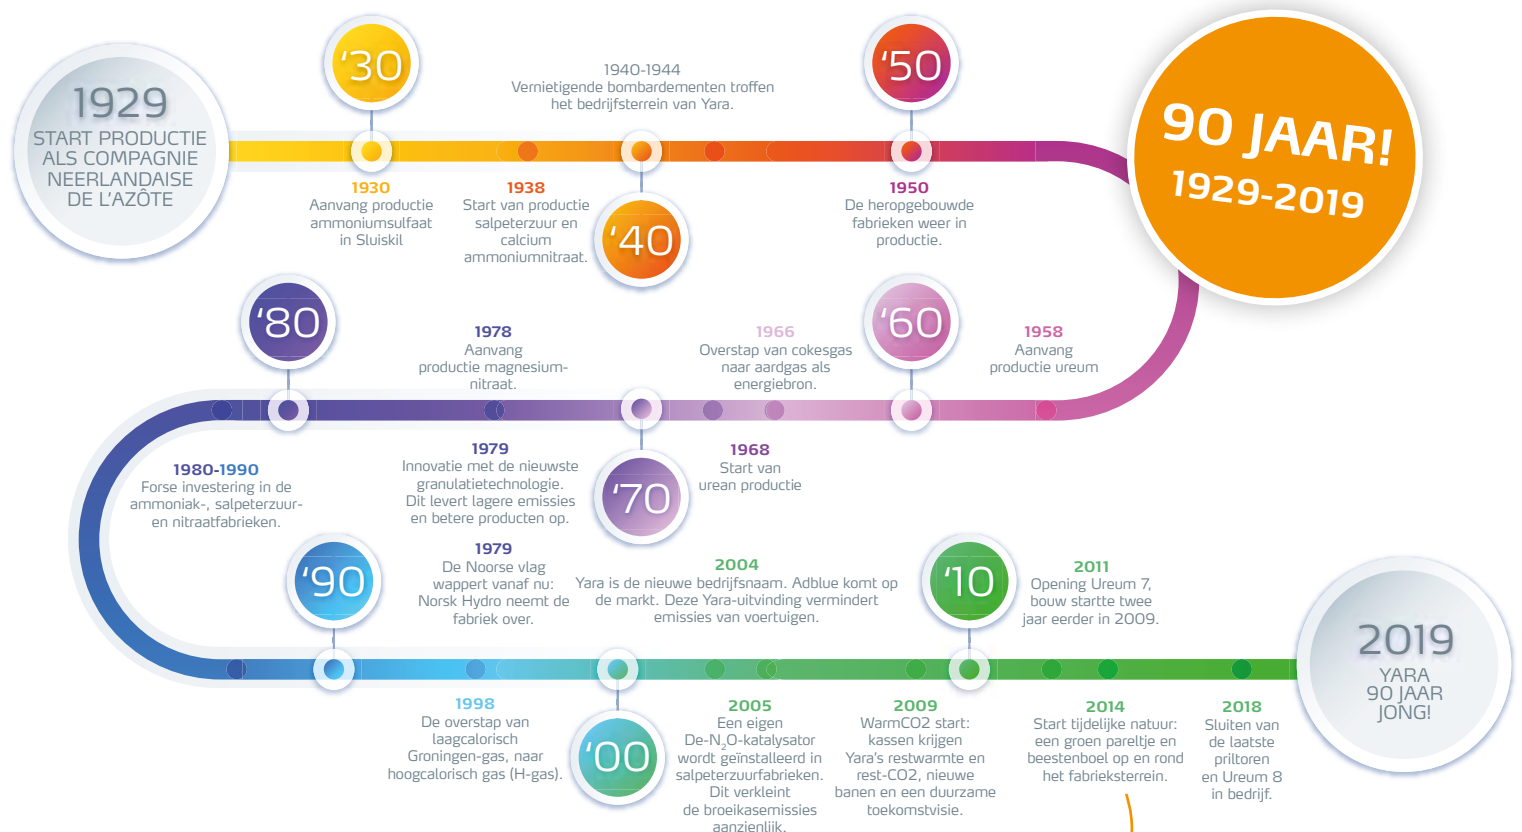 1929
START PRODUCTIE
ALS COMPAGNIE
NEERLANDAISE
DE L'AZÔTE
‘30
1930
Aanvang productie
ammoniumsulfaat
in Sluiskil
1938
Start van productie
salpeterzuur en
calcium
ammoniumnitraat.
1940-1944
Vernietigende bombardementen troffen
het bedrijfsterrein van Yara.
‘40
‘50
1950
De heropgebouwde
fabrieken weer in
productie.
90 JAAR!
1929-2019
1958
Aanvang
productie ureum
‘60
1966
Overstap van cokesgas
naar aardgas als
energiebron.
1968
Start van
urean productie
‘70
1978
Aanvang
productie magnesium-
nitraat.
1979
Innovatie met de nieuwste
granulatietechnologie.
Dit levert lagere emissies
en betere producten op.
1979
De Noorse vlag
wappert vanaf nu:
Norsk Hydro neemt de
fabriek over.
‘80
1980-1990
Forse investering in de
ammoniak-, salpeterzuur-
en nitraatfabrieken.
‘90
1998
De overstap van
laagcalorisch
Groningen-gas, naar
hoogcalorisch gas (H-gas).
‘00
2004
Yara is de nieuwe bedrijfsnaam. Adblue komt op
de markt. Deze Yara-uitvinding vermindert
emissies van voertuigen.
2005
Een eigen
De-N₂O-katalysator
wordt geïnstalleerd in
salpeterzuurfabrieken.
Dit verkleint
de broeikasemissies
aanzienlijk.
2009
WarmCO2 start:
kassen krijgen
Yara's restwarmte en
rest-CO2, nieuwe
banen en een duurzame
toekomstvisie.
‘10
2011
Opening Ureum 7,
bouw startte twee
jaar eerder in 2009.
2014
Start tijdelijke natuur:
een groen pareltje en
beestenboel op en rond
het fabrieksterrein.
2018
Sluiten van
de laatste
priltoren
en Ureum 8
in bedrijf.
2019
YARA
90 JAAR
JONG!